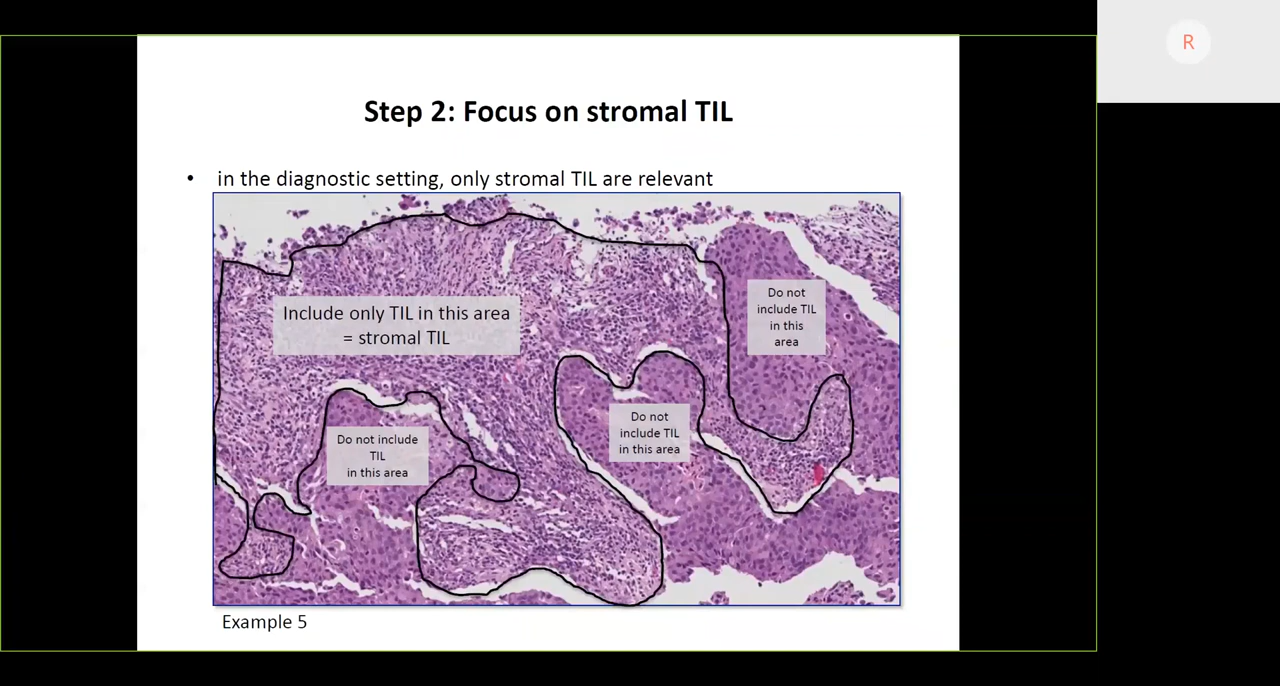 R
Step 2: Focus on stromal TIL
• in the diagnostic setting, only stromal TIL are relevant
Include only TIL in this area
= stromal TIL
Do not
include TIL
in this
area
Do not include
TIL
in this area
Do not
include TIL
in this area
Example 5